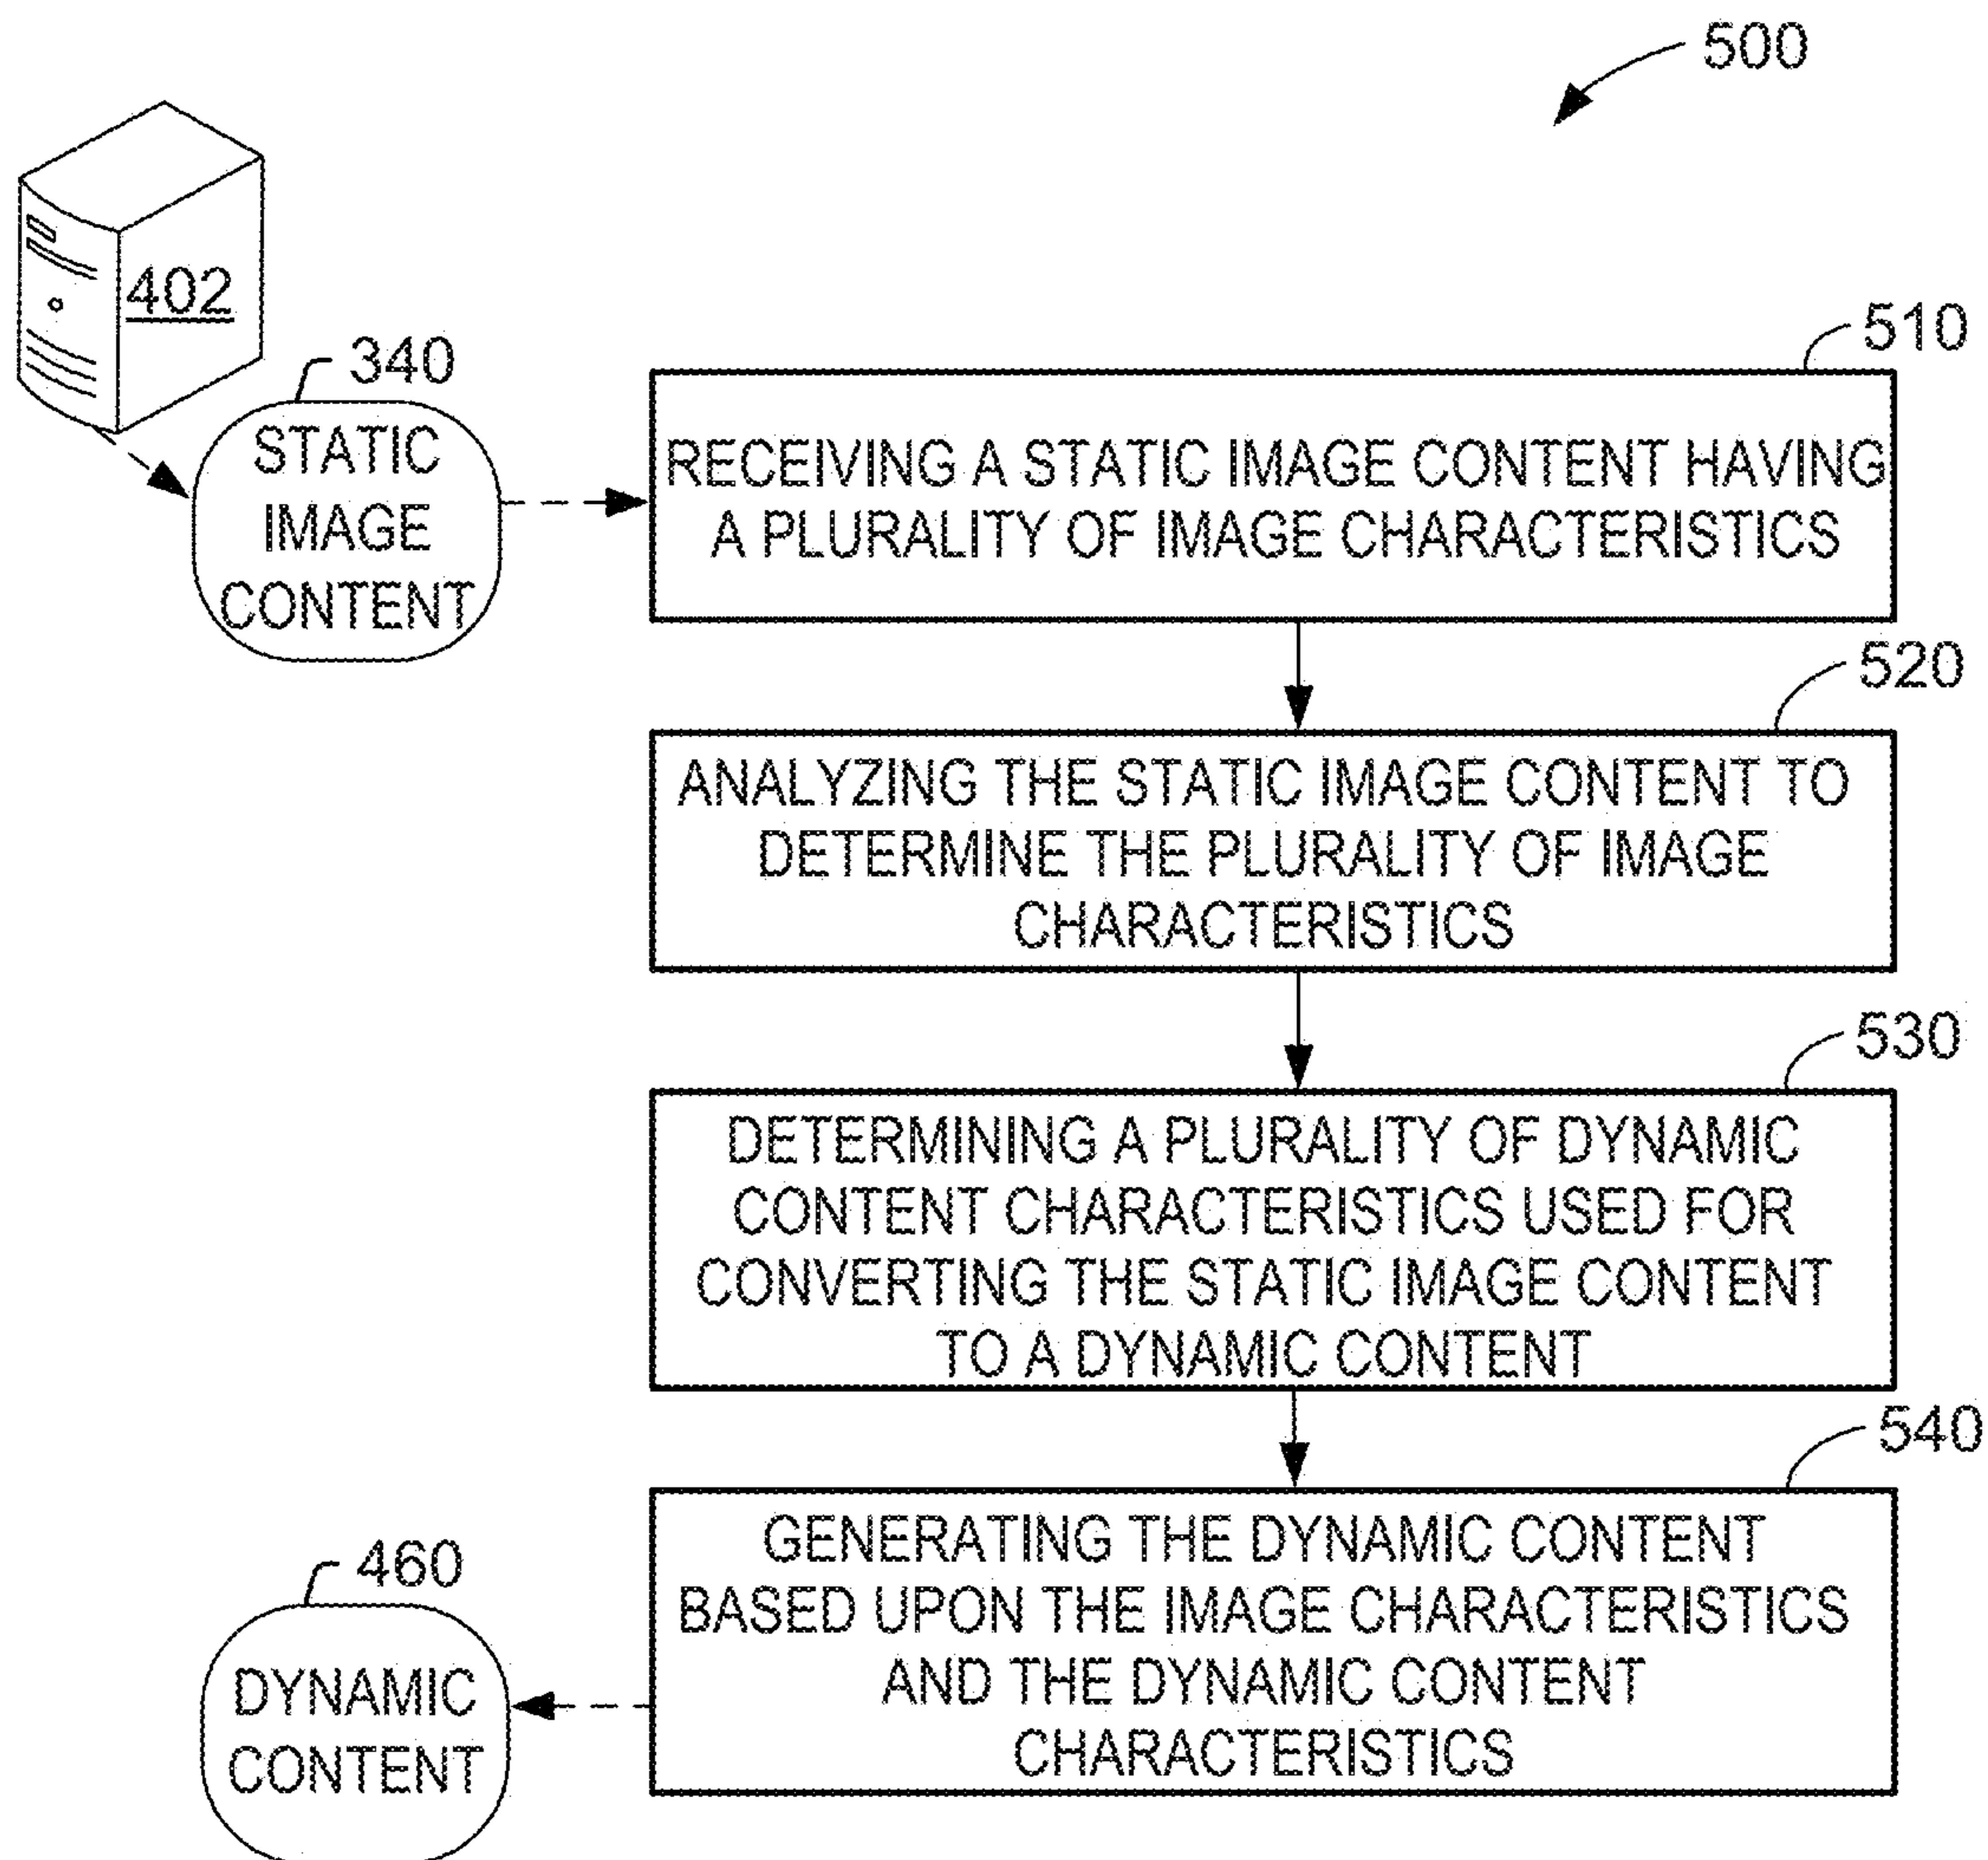 500
402
340
STATIC
IMAGE
CONTENT
510
RECEIVING A STATIC IMAGE CONTENT HAVING
A PLURALITY OF IMAGE CHARACTERISTICS
520
ANALYZING THE STATIC IMAGE CONTENT TO
DETERMINE THE PLURALITY OF IMAGE
CHARACTERISTICS
530
DETERMINING A PLURALITY OF DYNAMIC
CONTENT CHARACTERISTICS USED FOR
CONVERTING THE STATIC IMAGE CONTENT
TO A DYNAMIC CONTENT
540
GENERATING THE DYNAMIC CONTENT
BASED UPON THE IMAGE CHARACTERISTICS
AND THE DYNAMIC CONTENT
CHARACTERISTICS
460
DYNAMIC
CONTENT